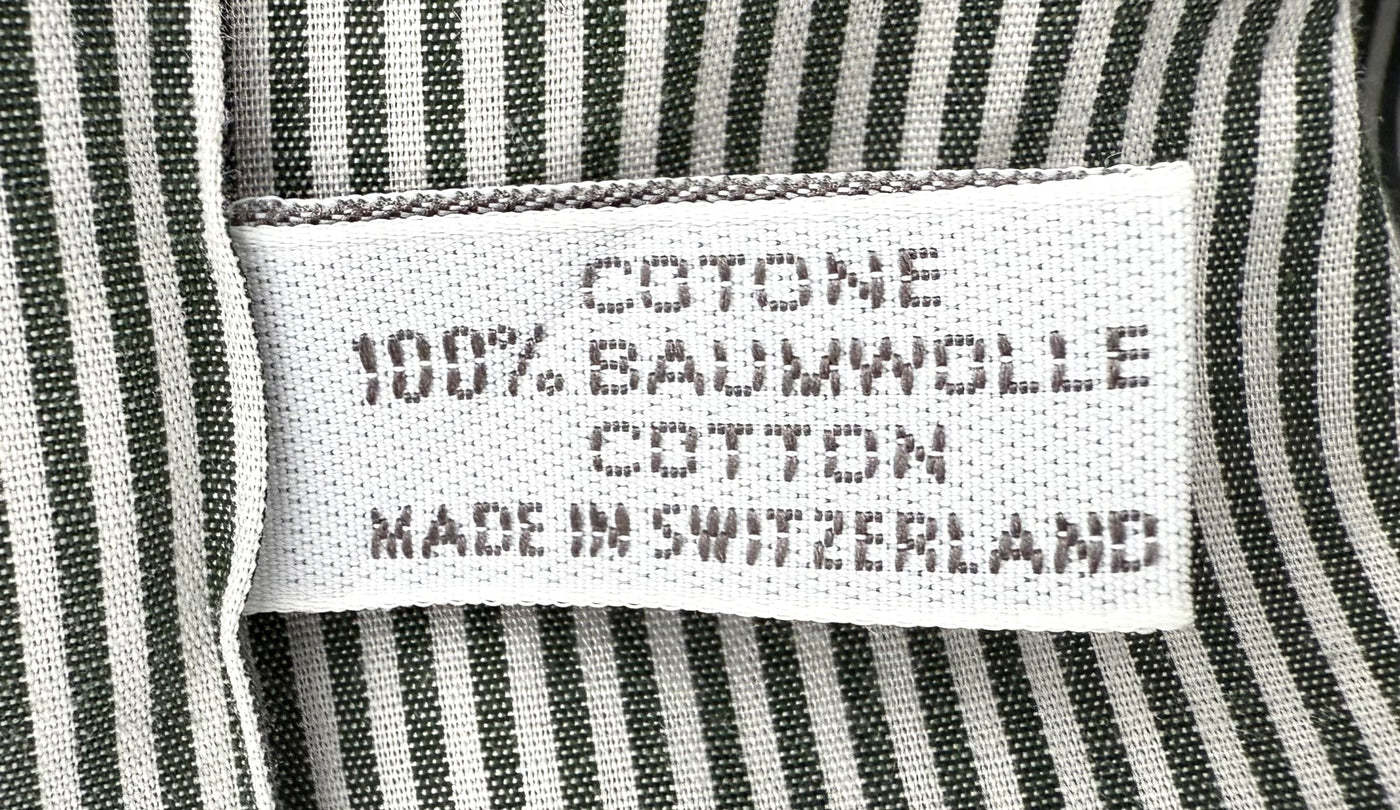 COTONE
100% BAUMWOLLE
COTTON
MADE IN SWITZERLAND